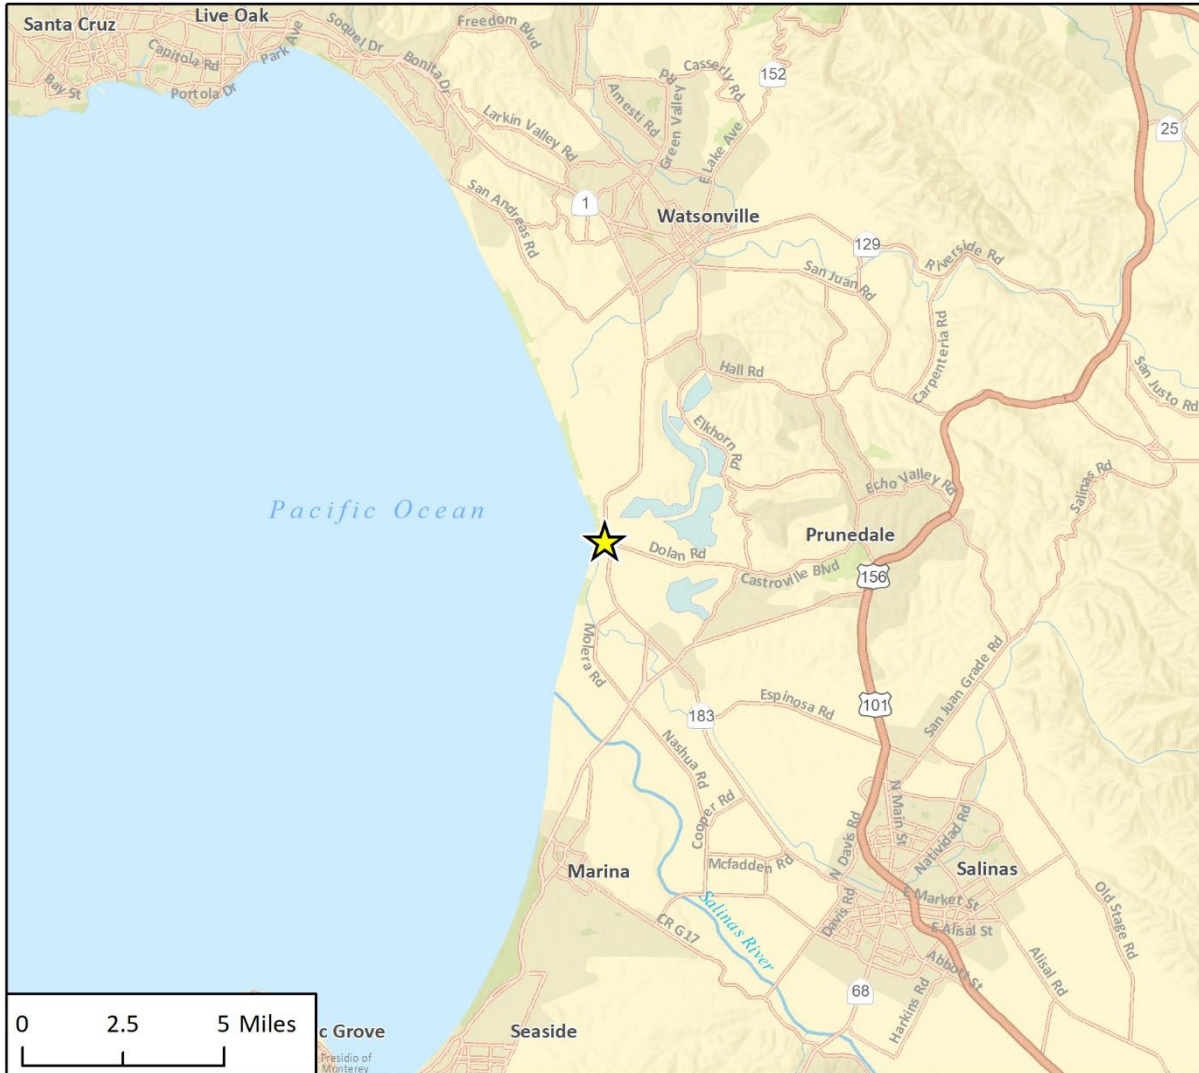 Santa Cruz
Live Oak
Soquel Dr
Freedom Blvd
Capitola Rd
Park Ave
Bay St
Portola Dr
Bonita Dr
Larkin Valley Rd
Amesti Rd
Green Valley Rd
Casserly Rd
152
E Lake Ave
25
San Andreas Rd
1
Watsonville
129
Riverside Rd
San Juan Rd
Carpenteria Rd
Hall Rd
San Justo Rd
Elkhorn Rd
Echo Valley Rd
Salinas Rd
Pacific Ocean
Prunedale
Dolan Rd
Castroville Blvd
156
Molera Rd
San Juan Grade Rd
Espinosa Rd
101
183
Nashua Rd
Cooper Rd
N Main St
Natividad Rd
N Davis Rd
Marina
Mcfadden Rd
Salinas
Salinas River
E Market St
Old Stage Rd
Davis Rd
CR G17
E Alisal St
Abbott St
Alisal Rd
68
Harkins Rd
0 2.5 5 Miles
c Grove
Seaside
Presidio of
Monterey